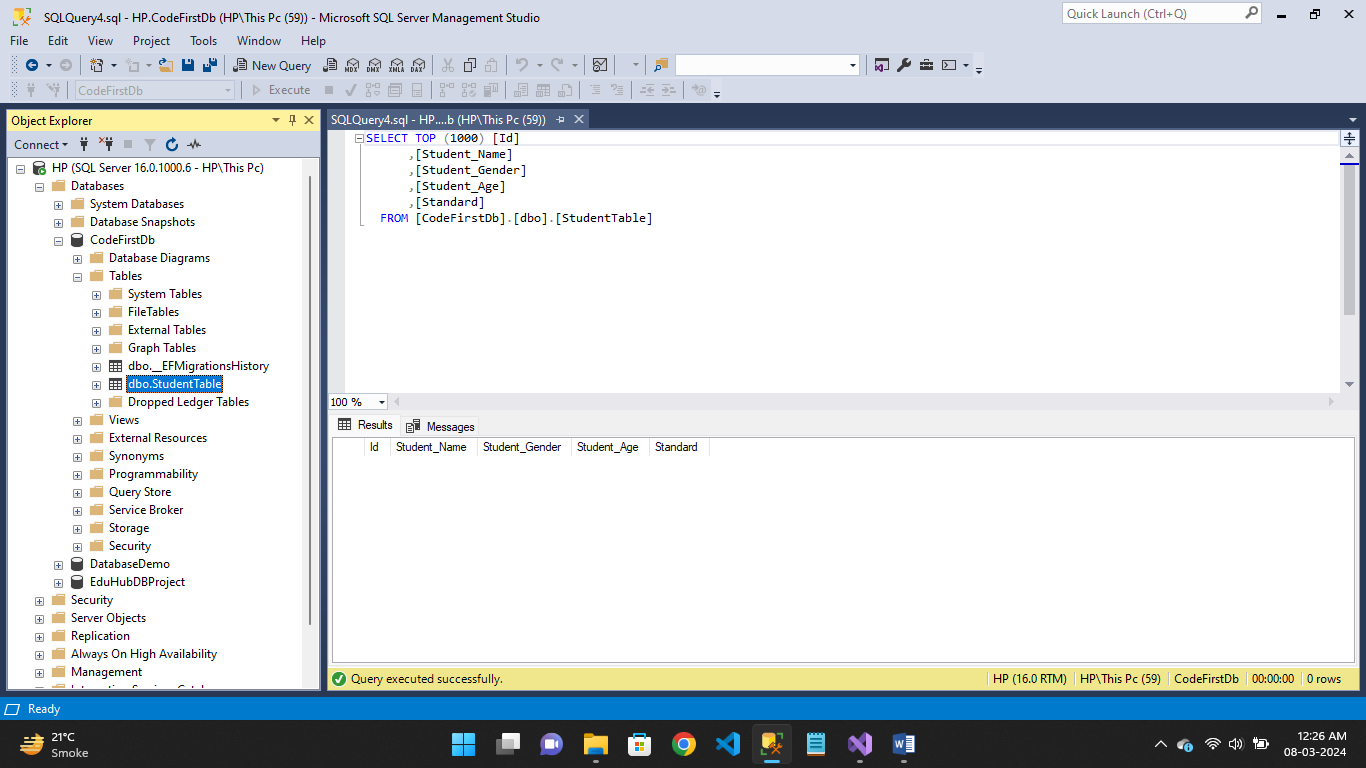 SQLQuery4.sql - HP.CodeFirstDb (HP\This Pc (59)) - Microsoft SQL Server Management Studio
Quick Launch (Ctrl+Q)
File Edit View Project Tools Window Help
New Query
MDX DMX XMLA DAX
CodeFirstDb
Execute
Object Explorer
Connect
HP (SQL Server 16.0.1000.6 - HP\This Pc)
Databases
System Databases
Database Snapshots
CodeFirstDb
Database Diagrams
Tables
System Tables
FileTables
External Tables
Graph Tables
dbo.__EFMigrationsHistory
dbo.StudentTable
Dropped Ledger Tables
Views
External Resources
Synonyms
Programmability
Query Store
Service Broker
Storage
Security
DatabaseDemo
EduHubDBProject
Security
Server Objects
Replication
Always On High Availability
Management
SQLQuery4.sql - HP....b (HP\This Pc (59))
SELECT TOP (1000) [Id]
,[Student_Name]
,[Student_Gender]
,[Student_Age]
,[Standard]
FROM [CodeFirstDb].[dbo].[StudentTable]
100 %
Results Messages
Id Student_Name Student_Gender Student_Age Standard
Query executed successfully.
HP (16.0 RTM) HP\This Pc (59) CodeFirstDb 00:00:00 0 rows
Ready
21°C
Smoke
12:26 AM
08-03-2024